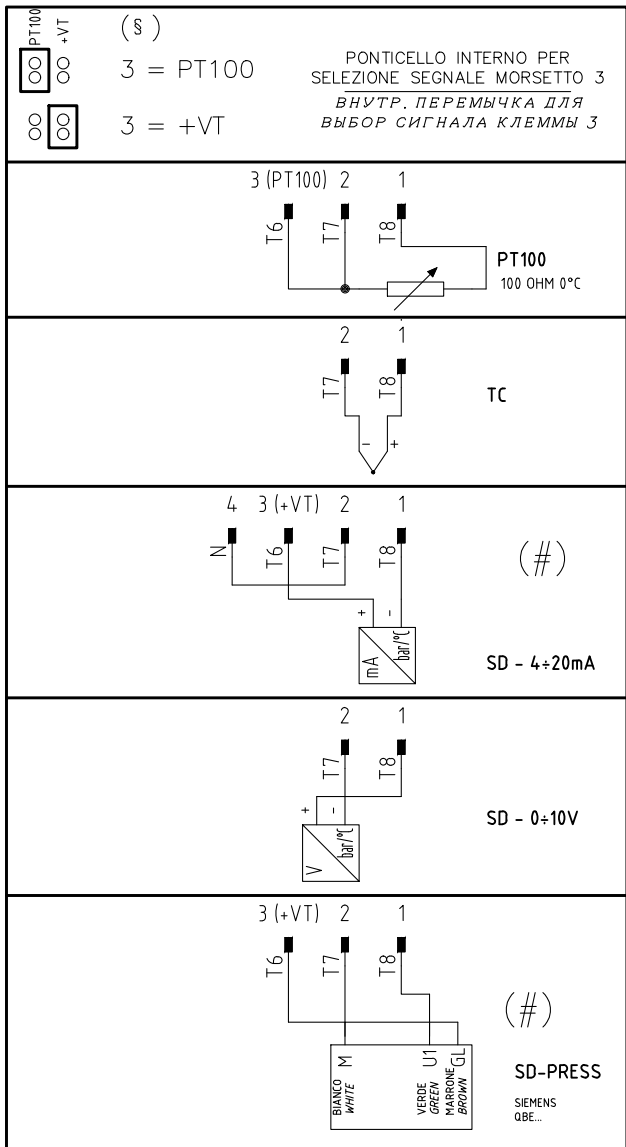 PT100 +VT (§)
3 = PT100
3 = +VT
PONTICELLO INTERNO PER
SELEZIONE SEGNALE MORSETTO 3
ВНУТР. ПЕРЕМЫЧКА ДЛЯ
ВЫБОР СИГНАЛА КЛЕММЫ 3
3 (PT100) 2 1
T6 T7 T8
PT100
100 OHM 0°C
2 1
T7 T8
TC
- +
4 3 (+VT) 2 1
N T6 T7 T8
(#)
+ -
mA bar/°C
SD - 4÷20mA
2 1
T7 T8
+ -
V bar/°C
SD - 0÷10V
3 (+VT) 2 1
T6 T7 T8
(#)
M U1 GL
BIANCO
WHITE
VERDE
GREEN
MARRONE
BROWN
SD-PRESS
SIEMENS
QBE...